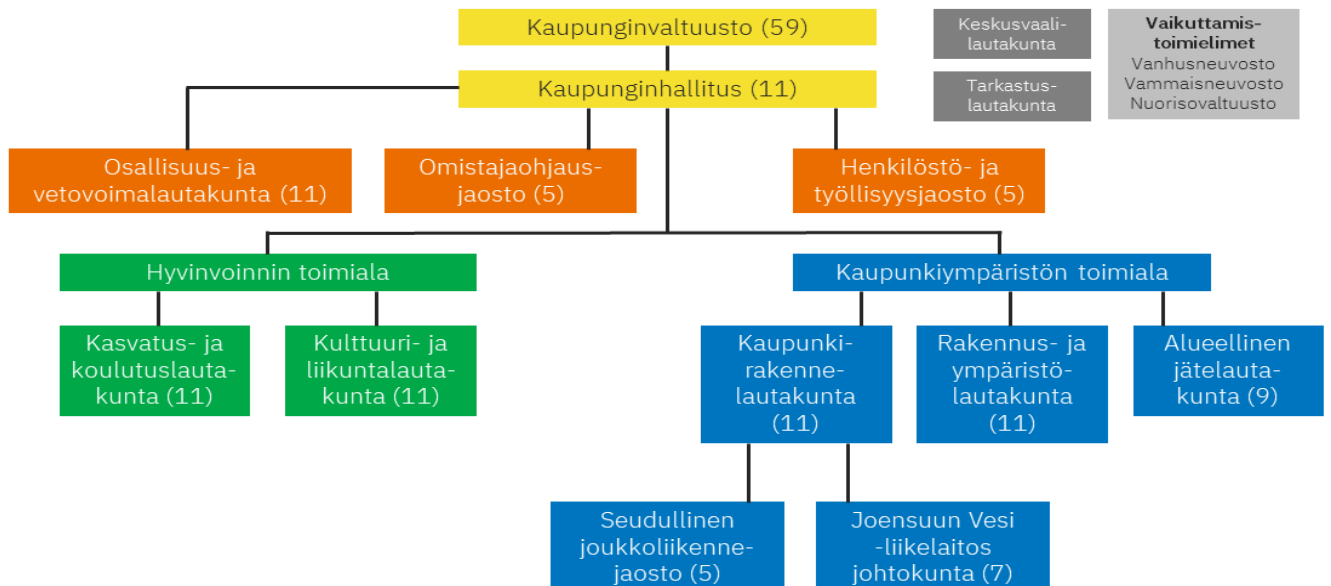 Kaupunginvaltuusto (59)
Kaupunginhallitus (11)
Keskusvaali-
lautakunta
Tarkastus-
lautakunta
Vaikuttamis-
toimielimet
Vanhusneuvosto
Vammaisneuvosto
Nuorisovaltuusto
Osallisuus- ja
vetovoimalautakunta (11)
Omistajaohjaus-
jaosto (5)
Henkilöstö- ja
työllisyysjaosto (5)
Hyvinvoinnin toimiala
Kaupunkiympäristön toimiala
Kasvatus- ja
koulutuslauta-
kunta (11)
Kulttuuri- ja
liikuntalauta-
kunta (11)
Kaupunki-
rakenne-
lautakunta
(11)
Rakennus- ja
ympäristö-
lautakunta
(11)
Alueellinen
jätelauta-
kunta (9)
Seudullinen
joukkoliikenne-
jaosto (5)
Joensuun Vesi
-liikelaitos
johtokunta (7)